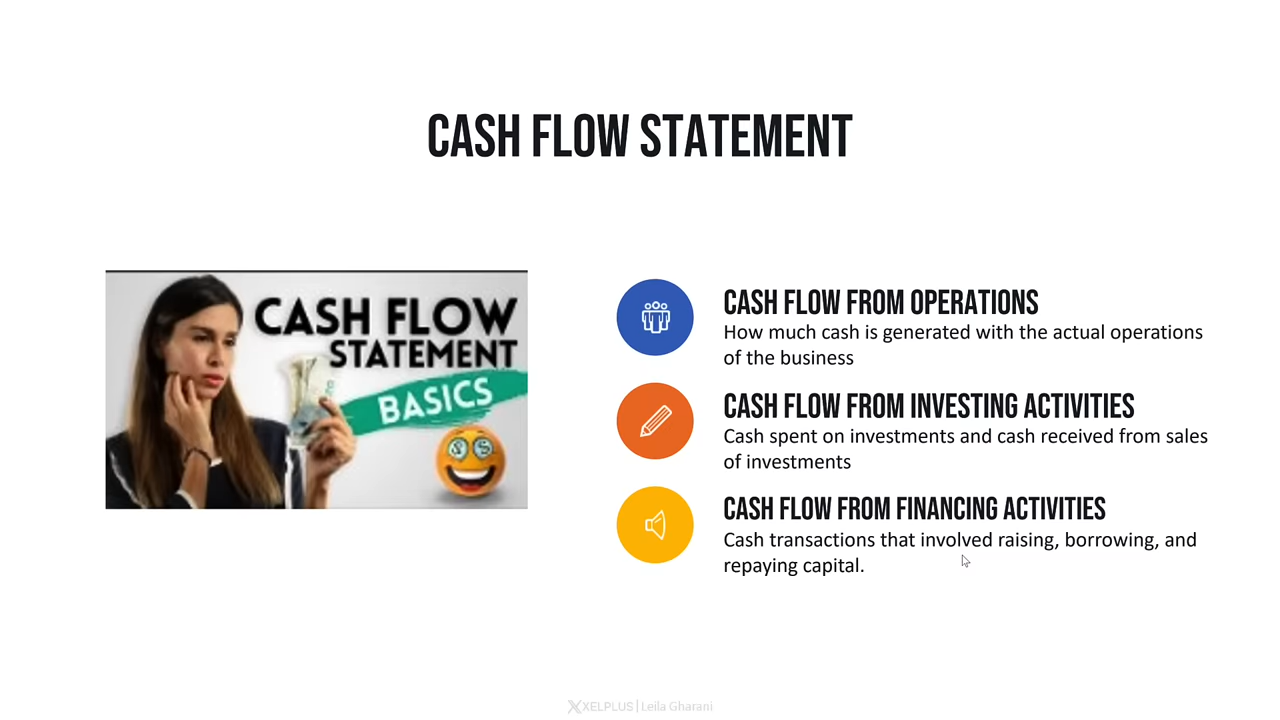 CASH FLOW STATEMENT
CASH FLOW
STATEMENT
BASICS
CASH FLOW FROM OPERATIONS
How much cash is generated with the actual operations
of the business
CASH FLOW FROM INVESTING ACTIVITIES
Cash spent on investments and cash received from sales
of investments
CASH FLOW FROM FINANCING ACTIVITIES
Cash transactions that involved raising, borrowing, and
repaying capital.
XELPLUS | Leila Gharani